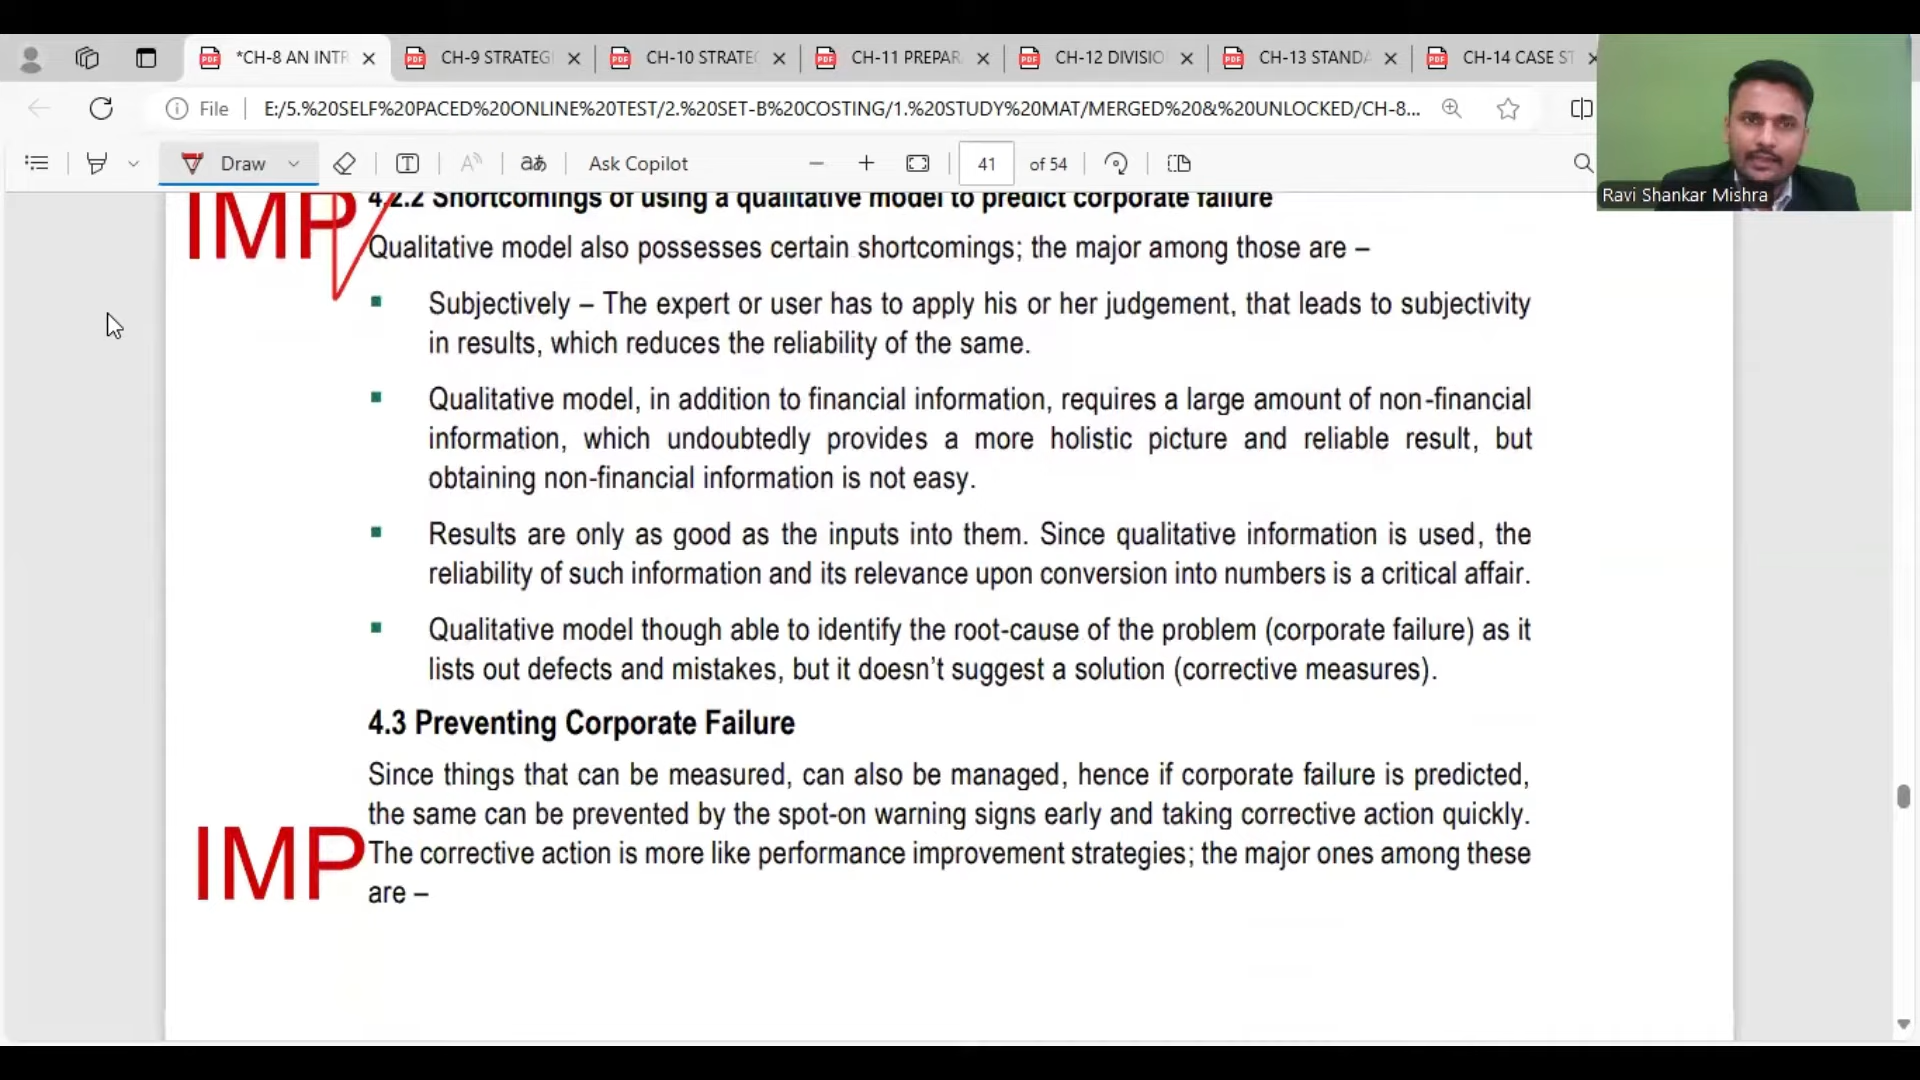 *CH-8 AN INTR
CH-9 STRATEGI
CH-10 STRATEG
CH-11 PREPAR
CH-12 DIVISIO
CH-13 STANDA
CH-14 CASE ST
File
E:/5.%20SELF%20PACED%20ONLINE%20TEST/2.%20SET-B%20COSTING/1.%20STUDY%20MAT/MERGED%20&%20UNLOCKED/CH-8...
Draw
aあ
Ask Copilot
41
of 54
Ravi Shankar Mishra
IMP
4.2.2 Shortcomings of using a qualitative model to predict corporate failure
Qualitative model also possesses certain shortcomings; the major among those are –
Subjectively – The expert or user has to apply his or her judgement, that leads to subjectivity
in results, which reduces the reliability of the same.
Qualitative model, in addition to financial information, requires a large amount of non-financial
information, which undoubtedly provides a more holistic picture and reliable result, but
obtaining non-financial information is not easy.
Results are only as good as the inputs into them. Since qualitative information is used, the
reliability of such information and its relevance upon conversion into numbers is a critical affair.
Qualitative model though able to identify the root-cause of the problem (corporate failure) as it
lists out defects and mistakes, but it doesn't suggest a solution (corrective measures).
4.3 Preventing Corporate Failure
Since things that can be measured, can also be managed, hence if corporate failure is predicted,
the same can be prevented by the spot-on warning signs early and taking corrective action quickly.
IMP
The corrective action is more like performance improvement strategies; the major ones among these
are –